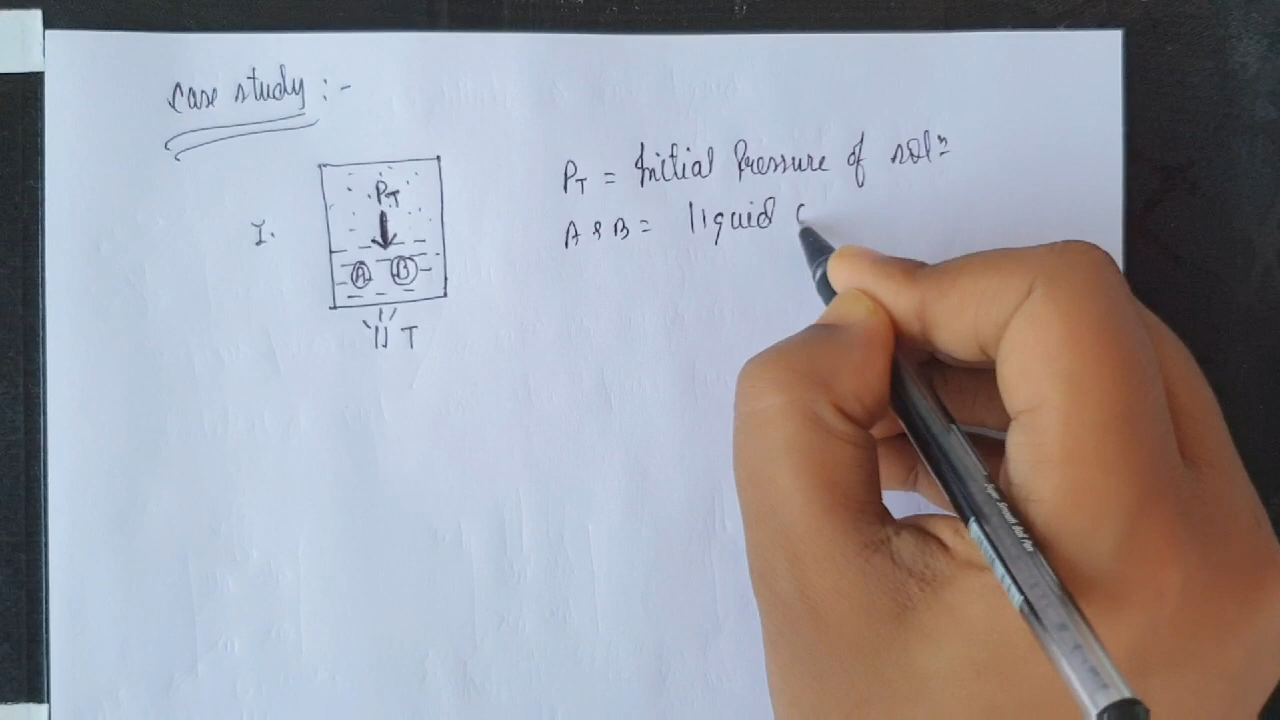 Case study :-
PT = Initial Pressure of solⁿ
A & B = liquid C
I.
PT
A B
T